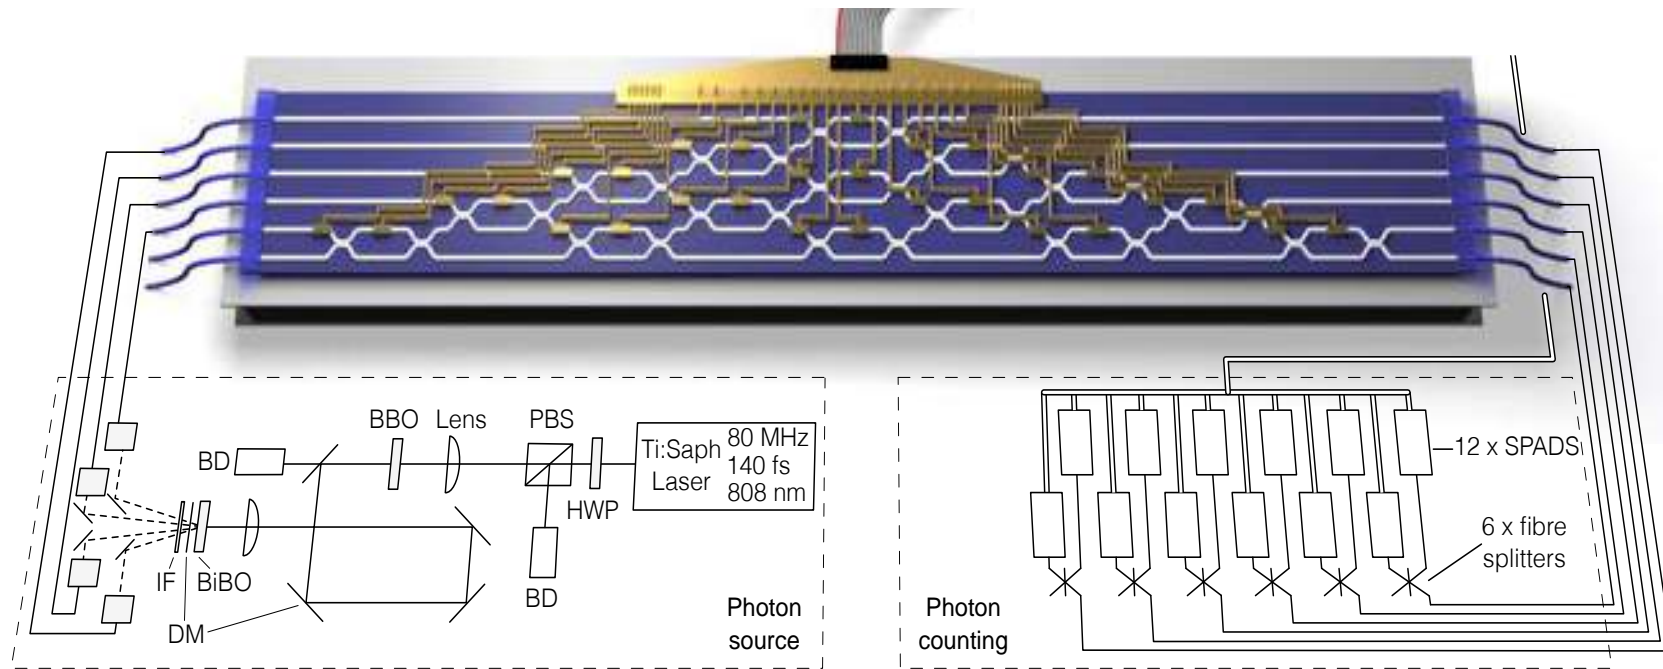 BBO
Lens
PBS
BD
Ti:Saph
Laser
80 MHz
140 fs
808 nm
HWP
IF
BiBO
BD
DM
Photon
source
Photon
counting
12 x SPADS
6 x fibre
splitters